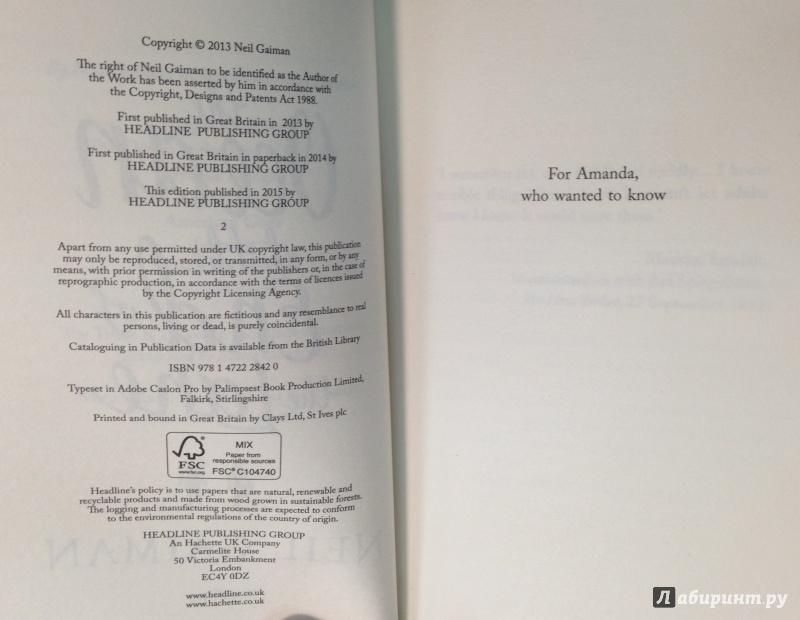 Copyright © 2013 Neil Gaiman
The right of Neil Gaiman to be identified as the Author of
the Work has been asserted by him in accordance with
the Copyright, Designs and Patents Act 1988.
First published in Great Britain in 2013 by
HEADLINE PUBLISHING GROUP
First published in Great Britain in paperback in 2014 by
HEADLINE PUBLISHING GROUP
This edition published in 2015 by
HEADLINE PUBLISHING GROUP
2
Apart from any use permitted under UK copyright law, this publication
may only be reproduced, stored, or transmitted, in any form, or by any
means, with prior permission in writing of the publishers or, in the case of
reprographic production, in accordance with the terms of licences issued
by the Copyright Licensing Agency.
All characters in this publication are fictitious and any resemblance to real
persons, living or dead, is purely coincidental.
Cataloguing in Publication Data is available from the British Library
ISBN 978 1 4722 2842 0
Typeset in Adobe Caslon Pro by Palimpsest Book Production Limited,
Falkirk, Stirlingshire
Printed and bound in Great Britain by Clays Ltd, St Ives plc
FSC
www.fsc.org
MIX
Paper from
responsible sources
FSC® C104740
Headline's policy is to use papers that are natural, renewable and
recyclable products and made from wood grown in sustainable forests.
The logging and manufacturing processes are expected to conform
to the environmental regulations of the country of origin.
HEADLINE PUBLISHING GROUP
An Hachette UK Company
Carmelite House
50 Victoria Embankment
London
EC4Y 0DZ
www.headline.co.uk
www.hachette.co.uk
For Amanda,
who wanted to know
Лабиринт.ру